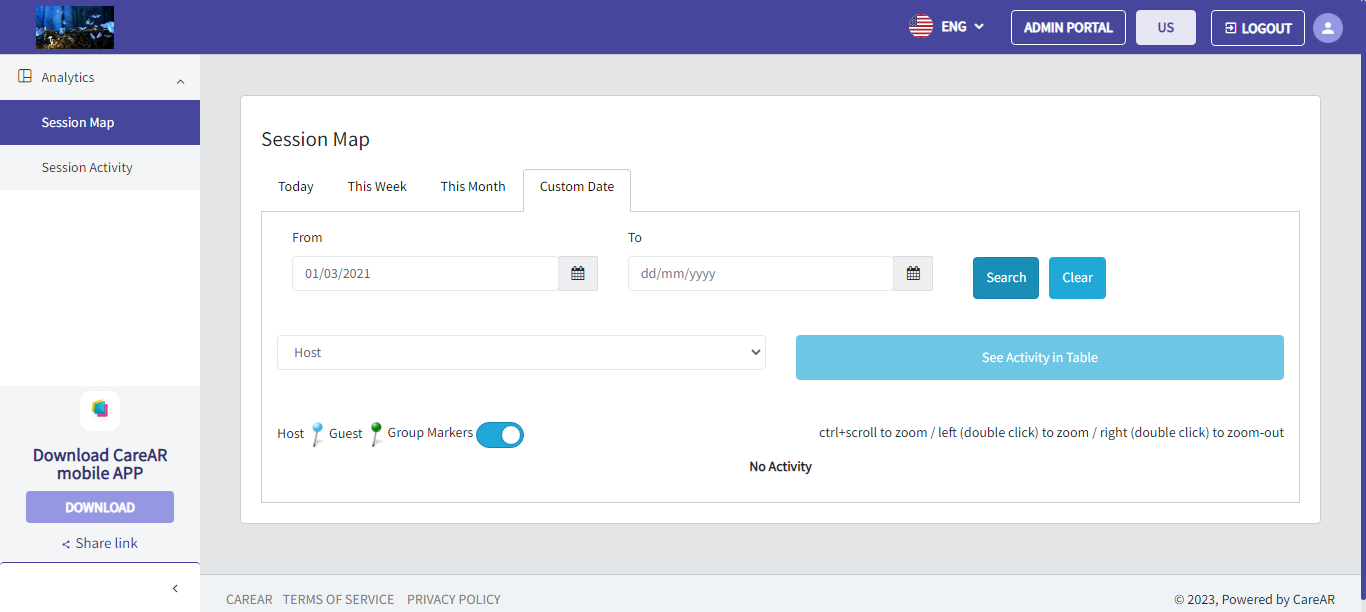 ENG
ADMIN PORTAL
US
LOGOUT
Analytics
Session Map
Session Activity
Session Map
Today
This Week
This Month
Custom Date
From
To
01/03/2021
dd/mm/yyyy
Search
Clear
Host
See Activity in Table
Host
Guest
Group Markers
ctrl+scroll to zoom / left (double click) to zoom / right (double click) to zoom-out
No Activity
Download CareAR
mobile APP
DOWNLOAD
Share link
CAREAR TERMS OF SERVICE PRIVACY POLICY
© 2023, Powered by CareAR